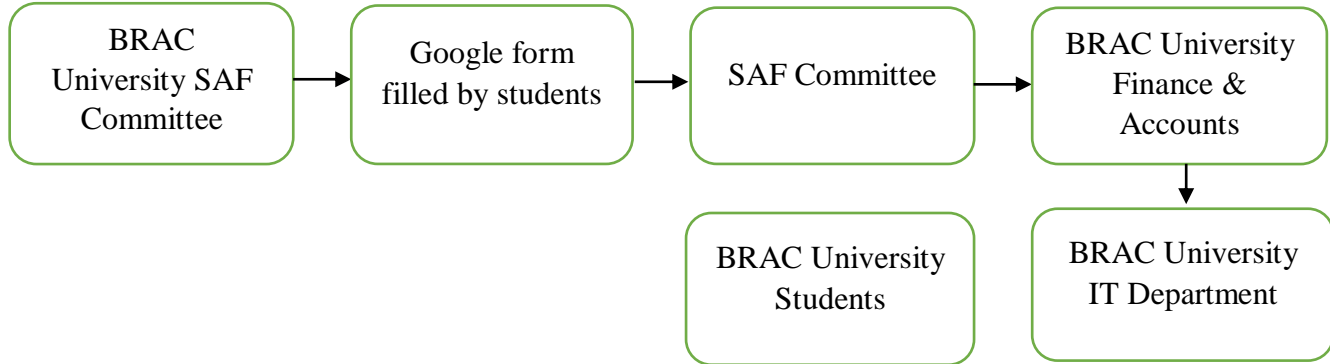 BRAC
University SAF
Committee
Google form
filled by students
SAF Committee
BRAC University
Finance &
Accounts
BRAC University
Students
BRAC University
IT Department